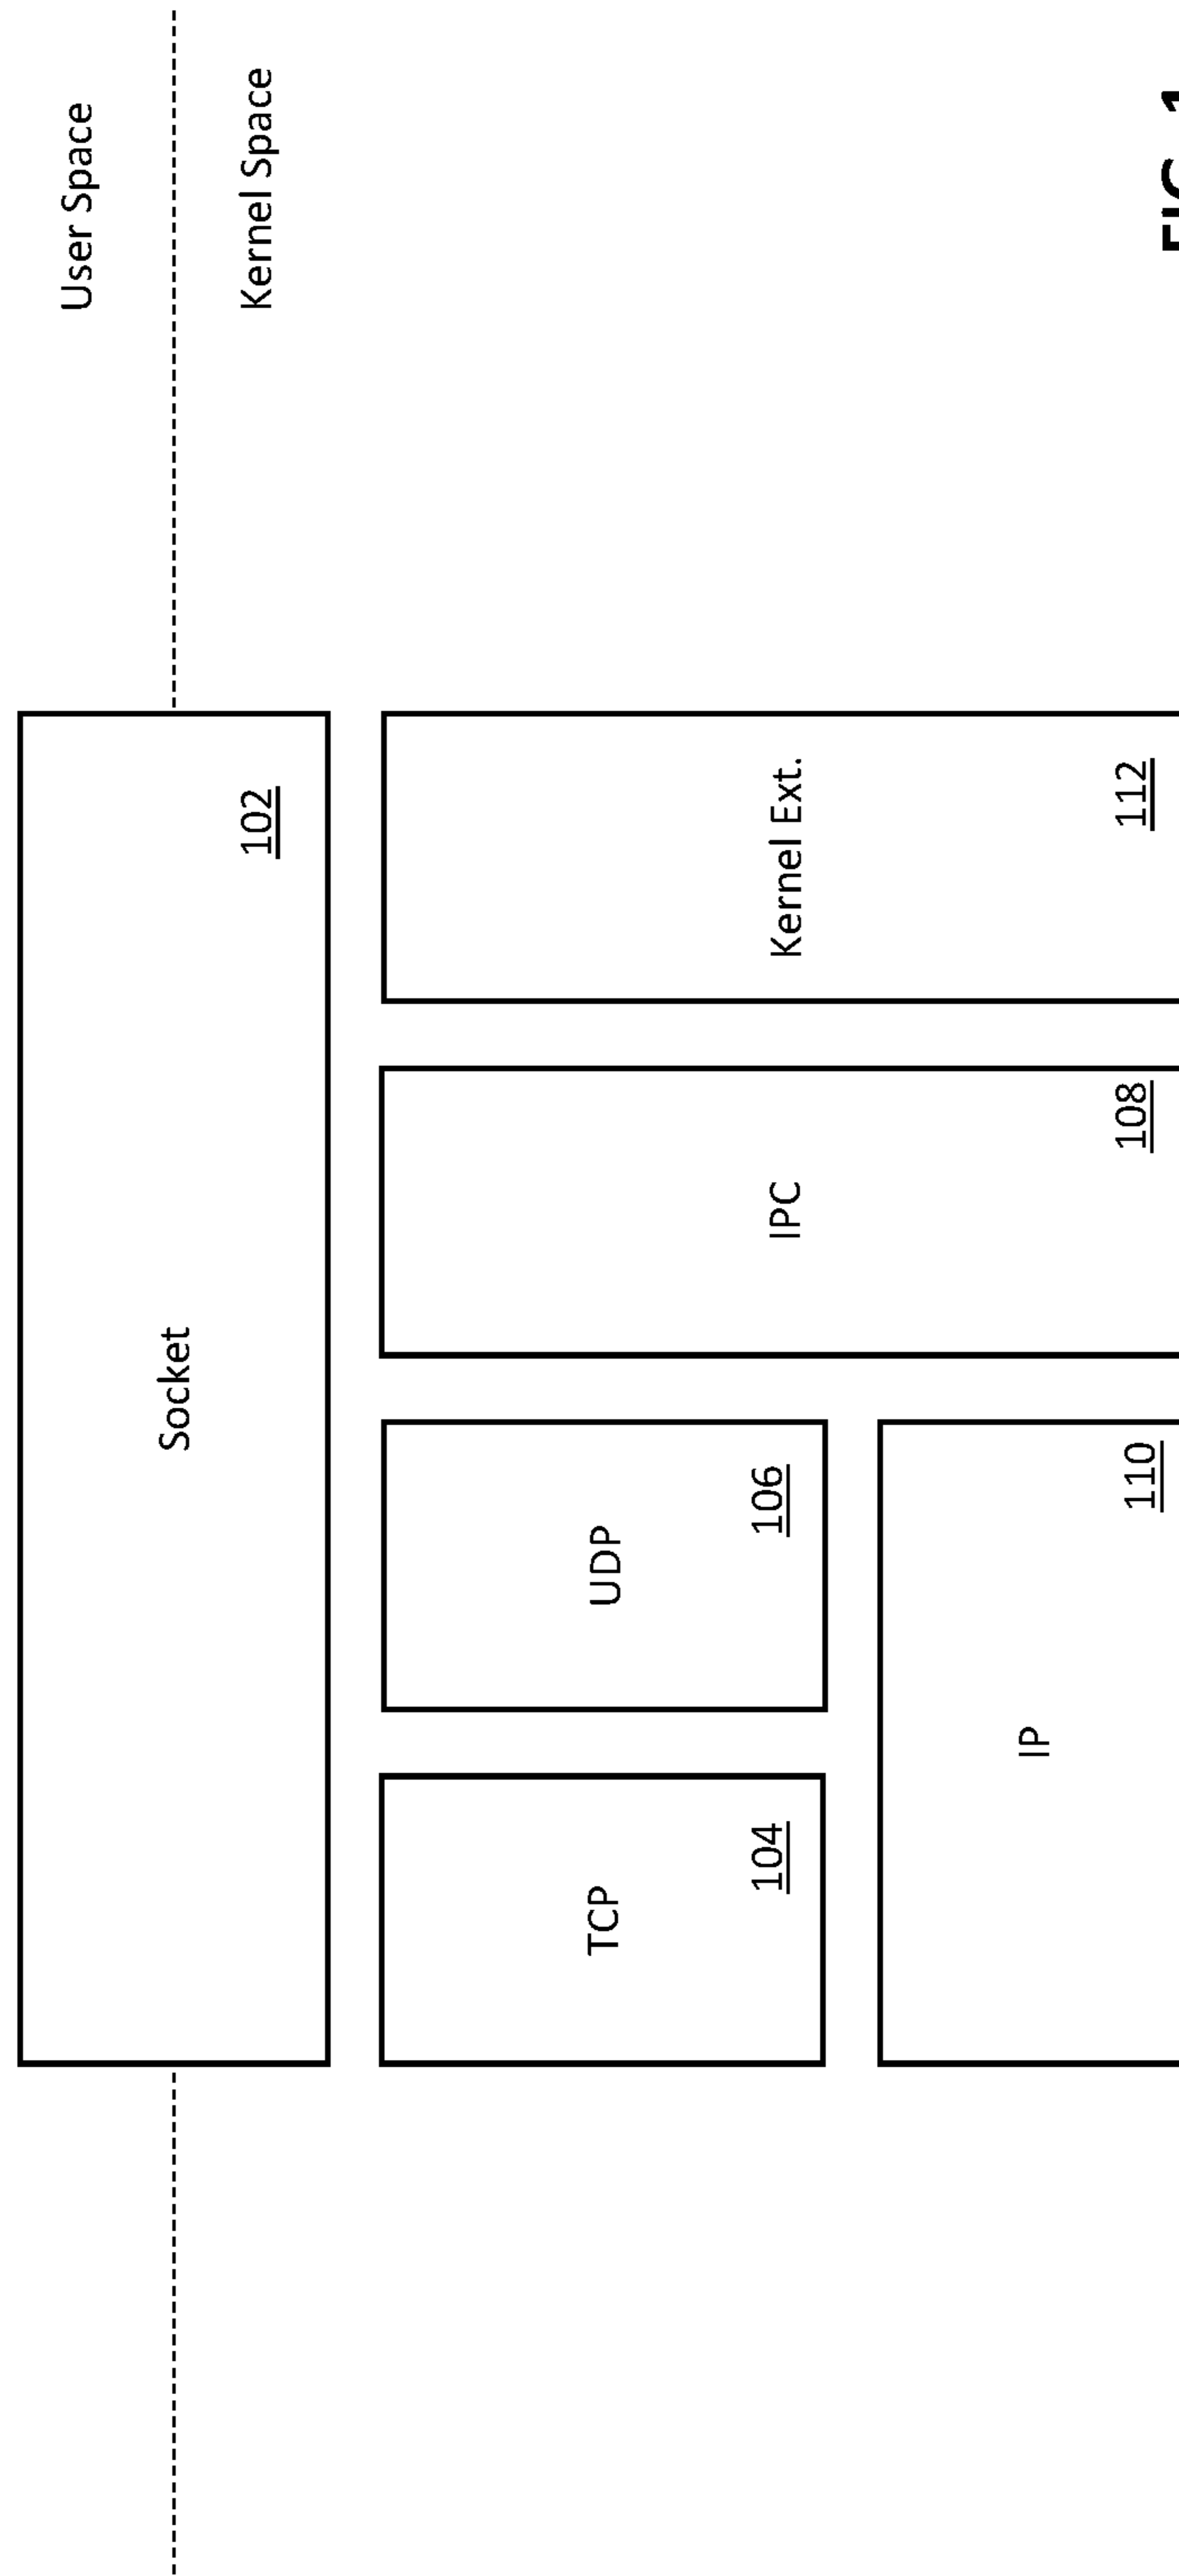 User Space
Kernel Space
Socket
102
TCP
104
UDP
106
IPC
108
Kernel Ext.
112
IP
110